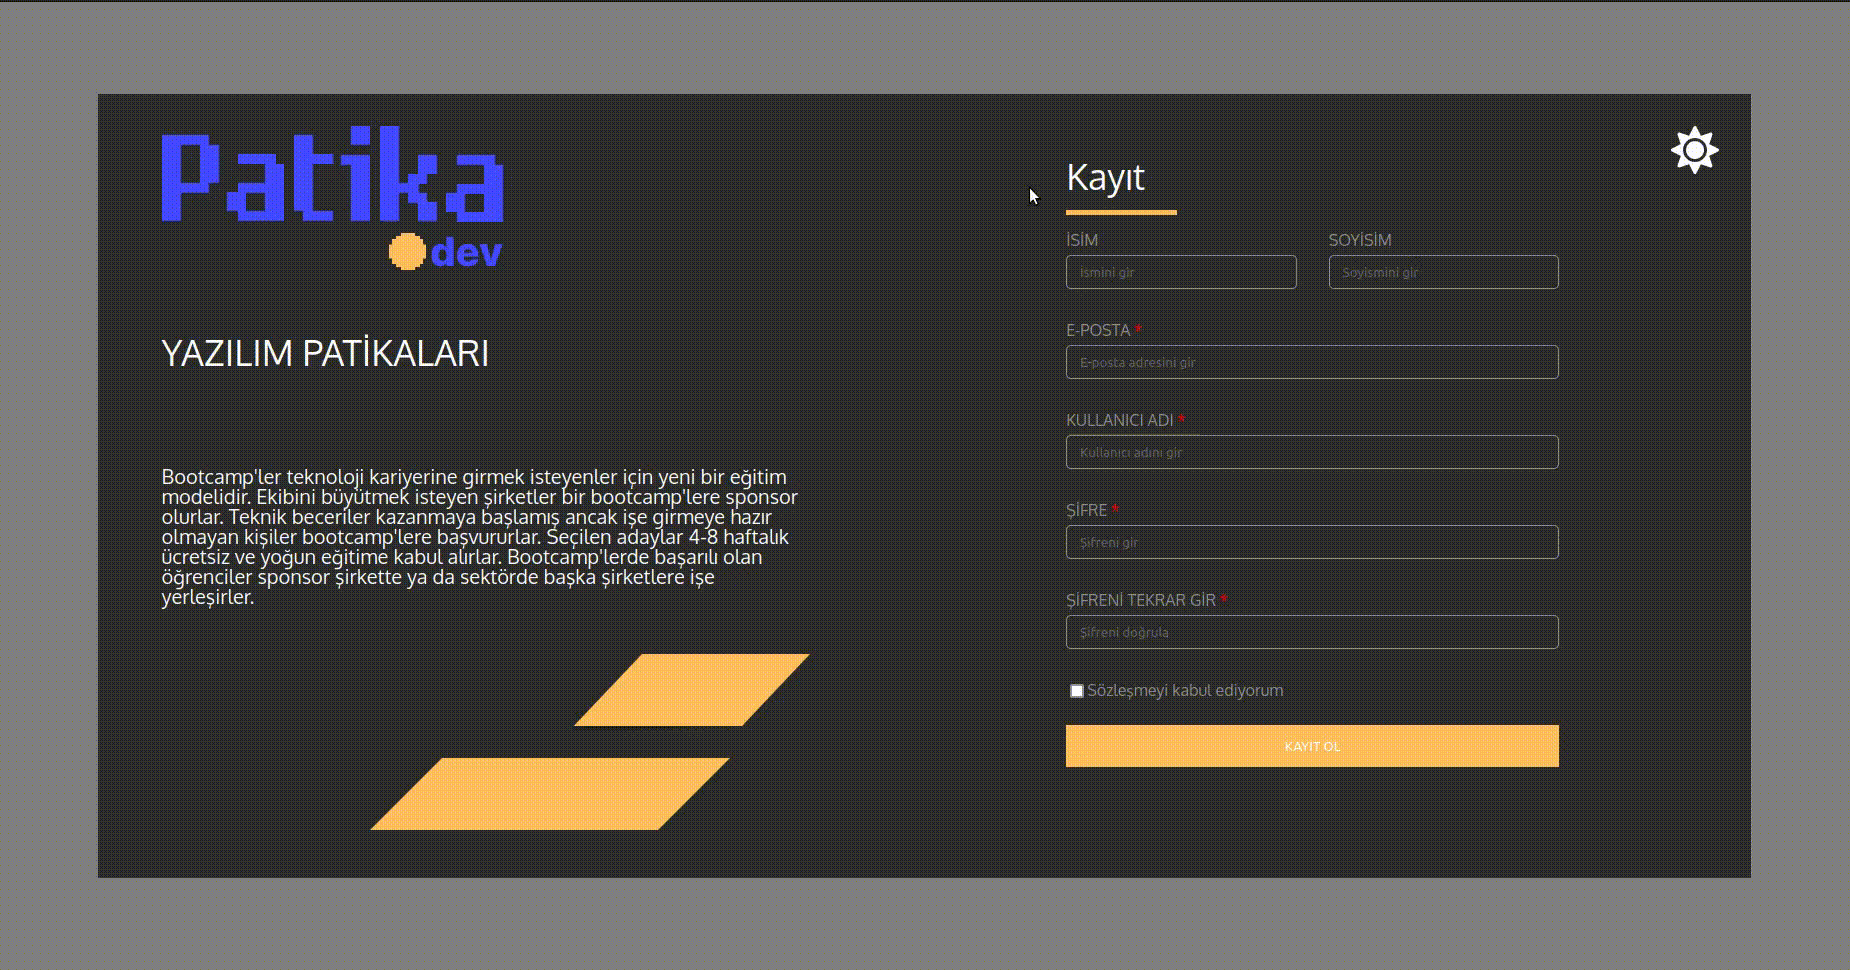 Patika
dev
YAZILIM PATİKALARI
Bootcamp'ler teknoloji kariyerine girmek isteyenler için yeni bir eğitim
modelidir. Ekibini büyütmek isteyen şirketler bir bootcamp'lere sponsor
olurlar. Teknik beceriler kazanmaya başlamış ancak işe girmeye hazır
olmayan kişiler bootcamp'lere başvururlar. Seçilen adaylar 4-8 haftalık
ücretsiz ve yoğun eğitime kabul alırlar. Bootcamp'lerde başarılı olan
öğrenciler sponsor şirkette ya da sektörde başka şirketlere işe
yerleşirler.
Kayıt
İSİM
SOYİSİM
İsmini gir
Soyismini gir
E-POSTA *
E-posta adresini gir
KULLANICI ADI *
Kullanıcı adını gir
ŞİFRE *
Şifreni gir
ŞİFRENİ TEKRAR GİR *
Şifreni doğrula
Sözleşmeyi kabul ediyorum
KAYIT OL